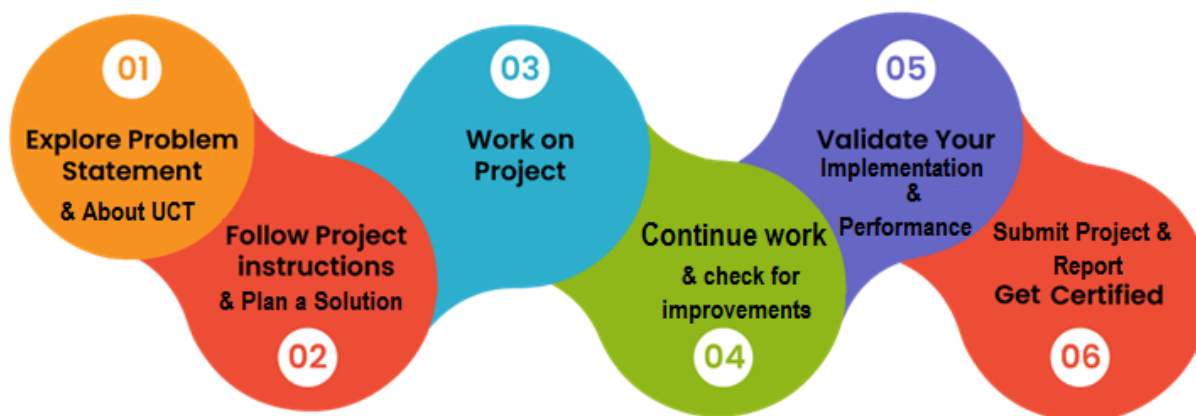 01
Explore Problem
Statement
& About UCT
Follow Project
instructions
& Plan a Solution
02
03
Work on
Project
Continue work
& check for
improvements
04
05
Validate Your
Implementation
&
Performance
Submit Project &
Report
Get Certified
06